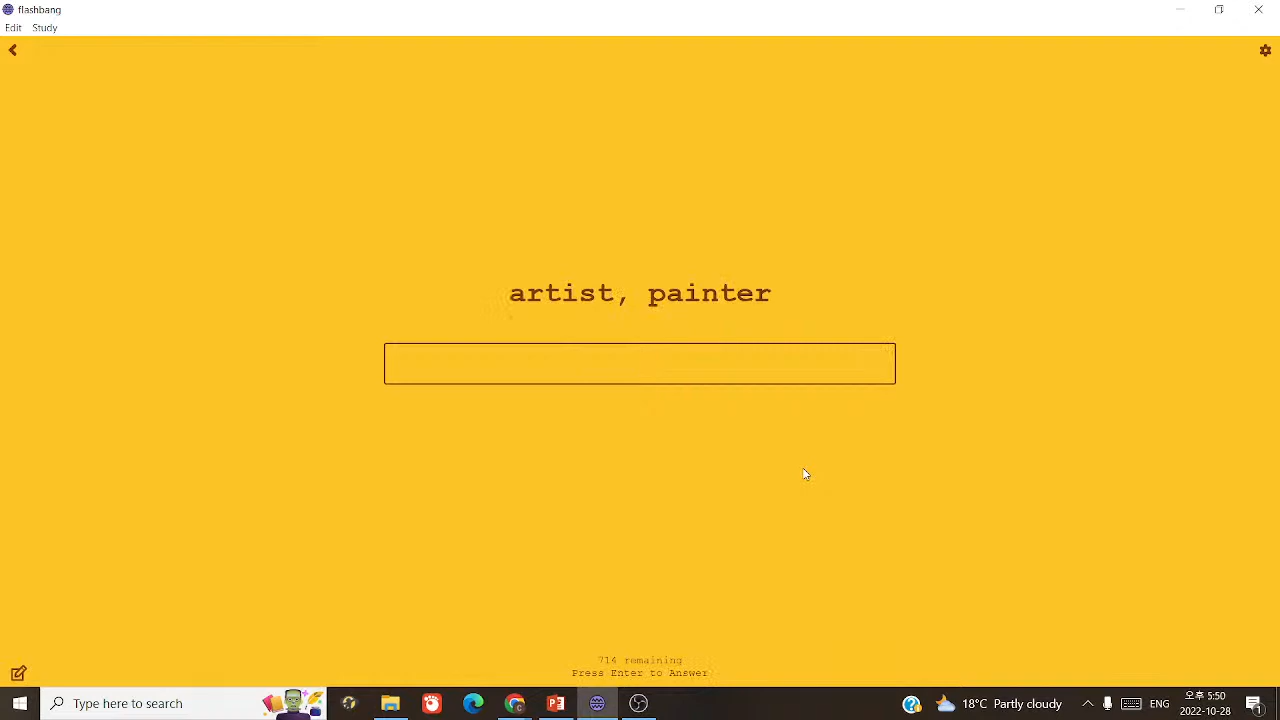 flashbang
Edit Study
artist, painter
714 remaining
Press Enter to Answer
Type here to search
18°C Partly cloudy
ENG
오후 5:50
2022-10-28
1